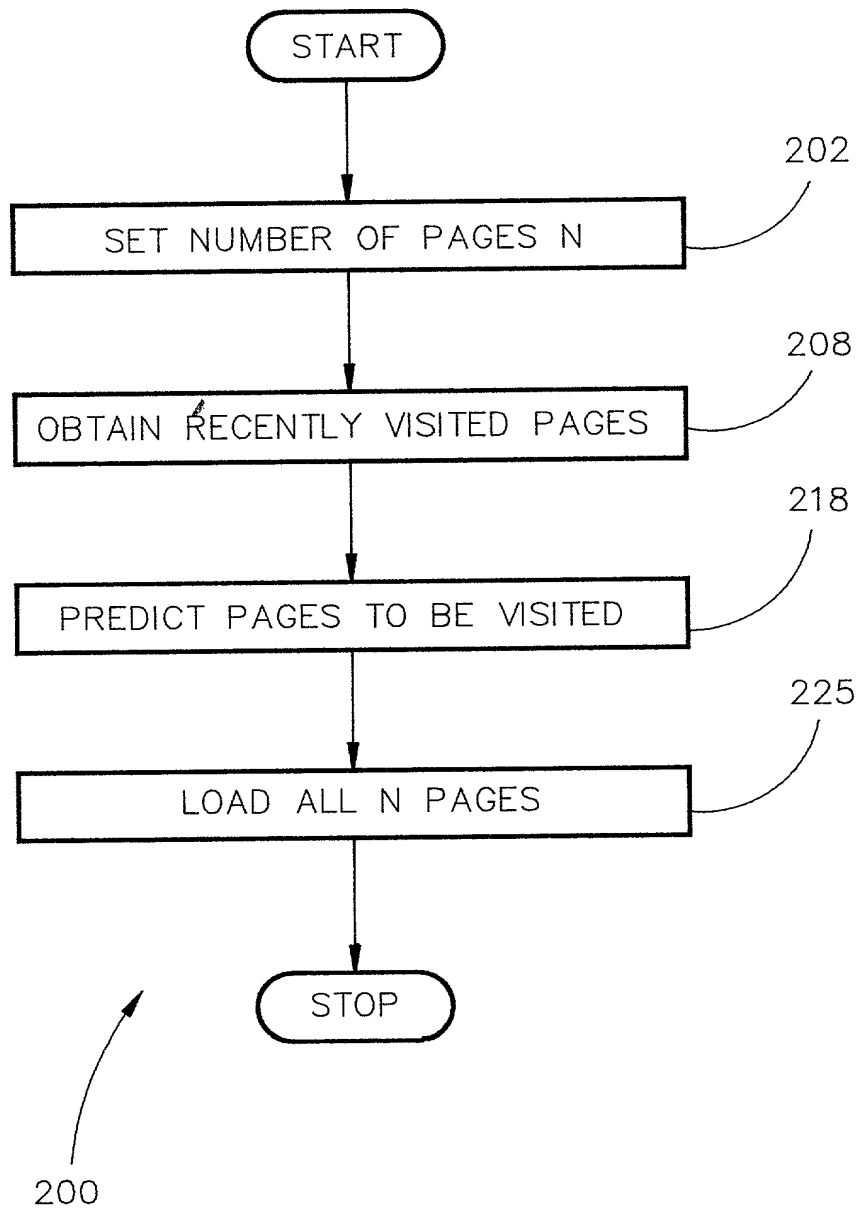 START
202
SET NUMBER OF PAGES N
208
OBTAIN RECENTLY VISITED PAGES
218
PREDICT PAGES TO BE VISITED
225
LOAD ALL N PAGES
STOP
200